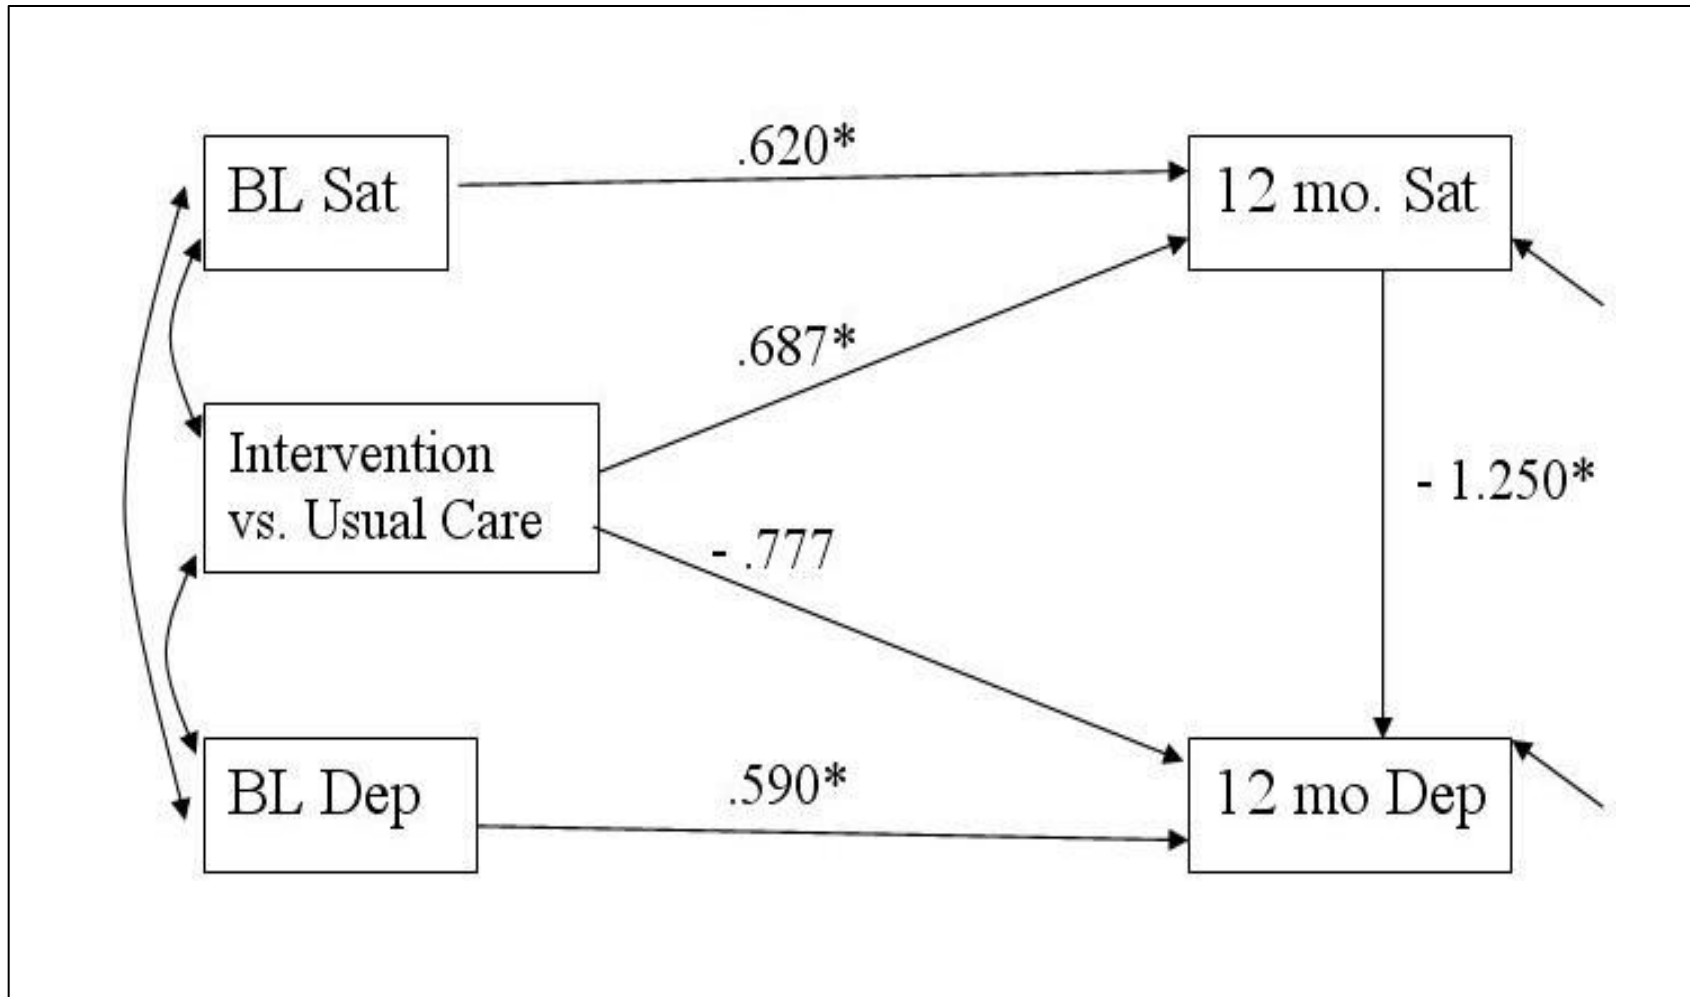 BL Sat
.620*
12 mo. Sat
.687*
Intervention
vs. Usual Care
- 1.250*
- .777
BL Dep
.590*
12 mo Dep